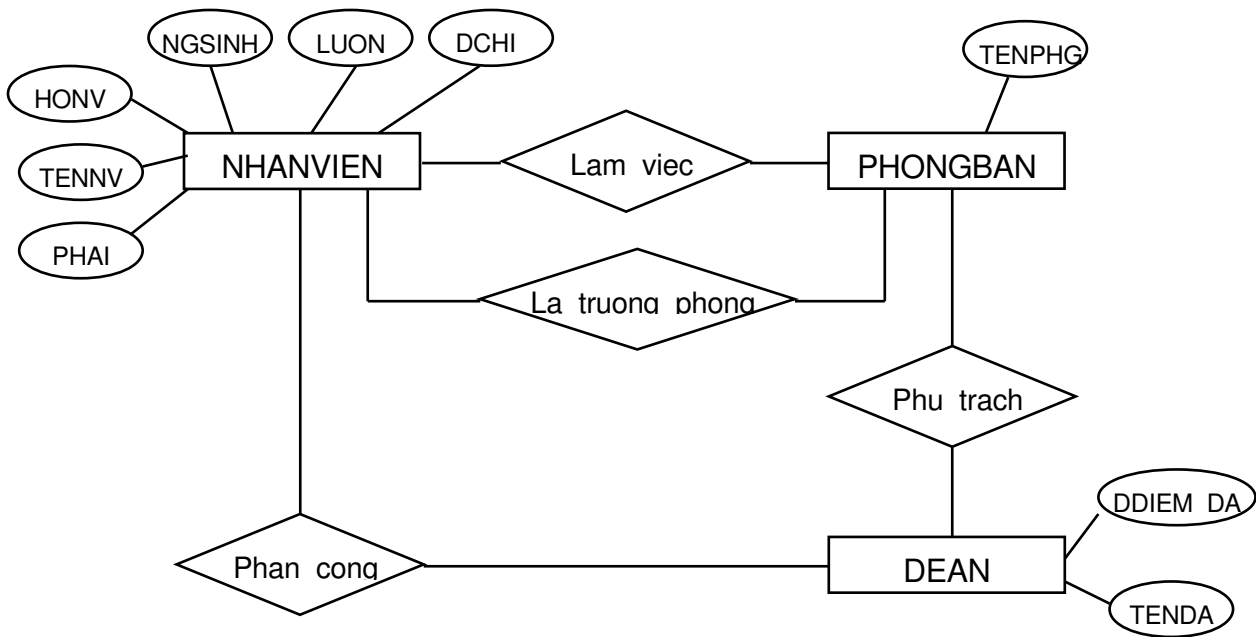 NGSINH
LUON
DCHI
TENPHG
HONV
NHANVIEN
Lam viec
PHONGBAN
TENNV
PHAI
La truong phong
Phu trach
DDIEM DA
Phan cong
DEAN
TENDA